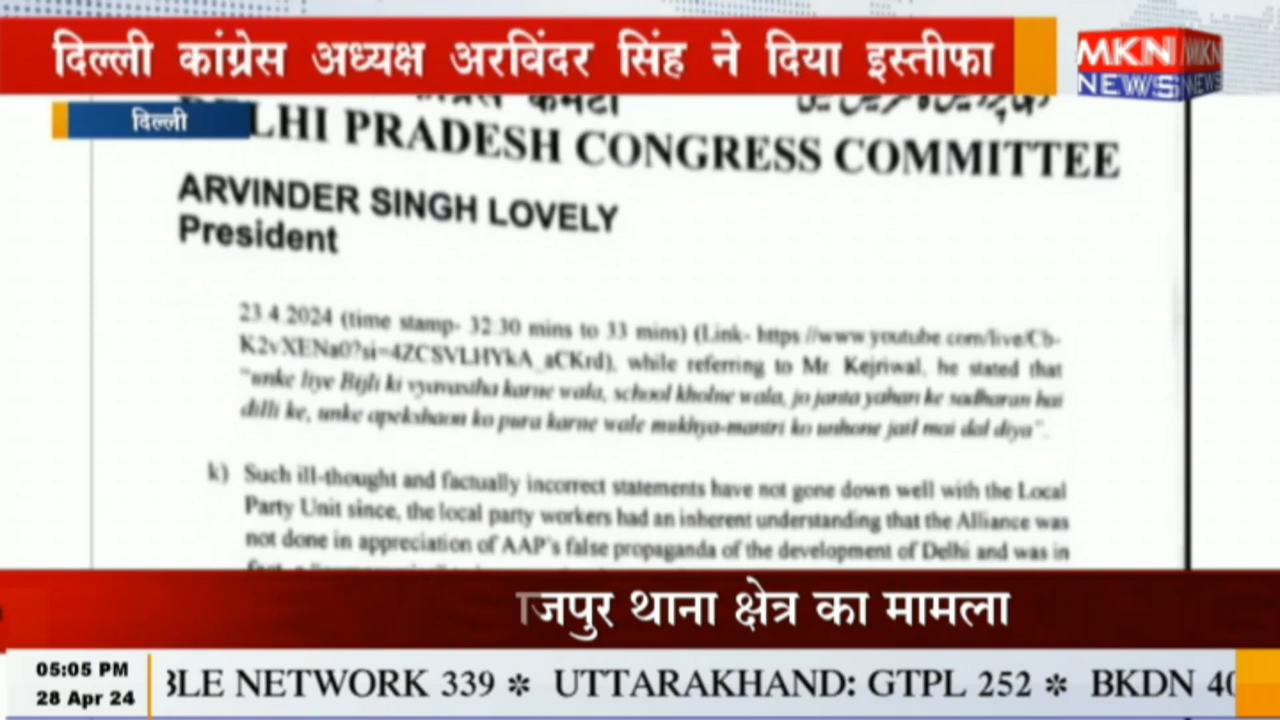 दिल्ली कांग्रेस अध्यक्ष अरविंदर सिंह ने दिया इस्तीफा
MKN NEWS
दिल्ली
कमेटी
LHI PRADESH CONGRESS COMMITTEE
ARVINDER SINGH LOVELY
President
23.4.2024 (time stamp- 32:30 mins to 33 mins) (Link- https://www.youtube.com/live/Cb-
K2vXENa0?si=4ZCSVLHYkA_aCKrd), while referring to Mr. Kejriwal, he stated that
"unke liye Bijli ki vyavastha karne wala, school kholne wala, jo janta yahan ke sadharan hai
dilli ke, unke apekshaon ko pura karne wale mukhya-mantri ko unhone jail mai dal diya".
k) Such ill-thought and factually incorrect statements have not gone down well with the Local
Party Unit since, the local party workers had an inherent understanding that the Alliance was
not done in appreciation of AAP's false propaganda of the development of Delhi and was in
ाजपुर थाना क्षेत्र का मामला
05:05 PM
28 Apr 24
BLE NETWORK 339 * UTTARAKHAND: GTPL 252 * BKDN 40